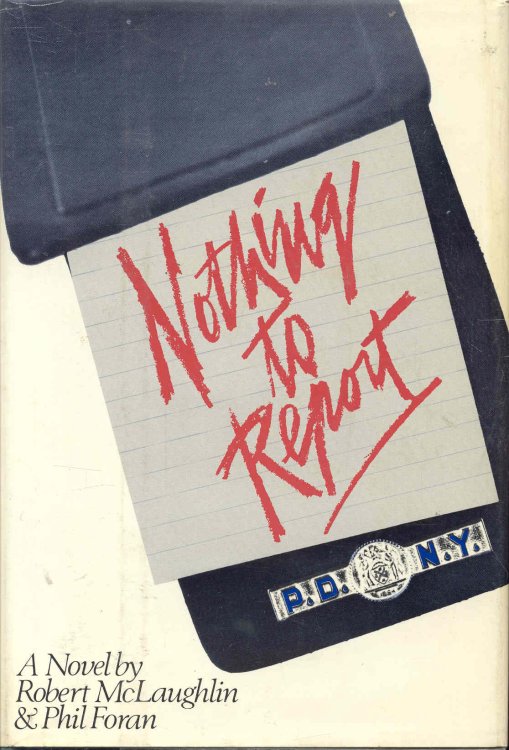 Nothing
to
Report
P.D. N.Y.
A Novel by
Robert McLaughlin
& Phil Foran